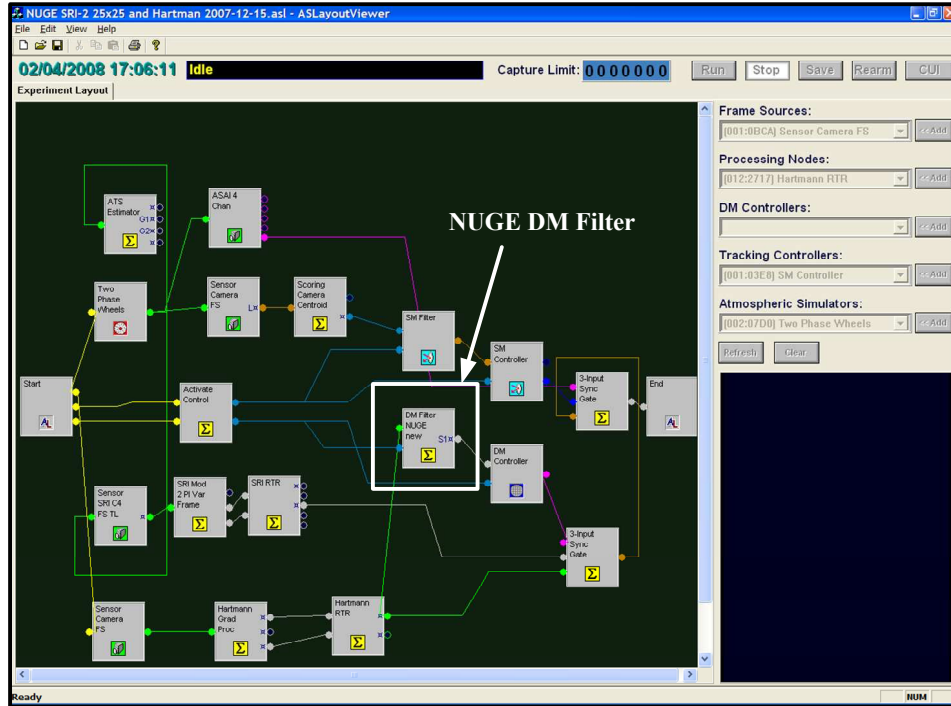 NUGE SRI-2 25x25 and Hartman 2007-12-15.asl - ASLayoutViewer
File Edit View Help
02/04/2008 17:06:11 Idle Capture Limit: 0000000 Run Stop Save Rearm CUI
Experiment Layout
Frame Sources:
[001:0BCA] Sensor Camera FS <<Add
Processing Nodes:
[012:2717] Hartmann RTR <<Add
DM Controllers:
<<Add
Tracking Controllers:
[001:03E8] SM Controller <<Add
Atmospheric Simulators:
[002:07D0] Two Phase Wheels <<Add
Refresh Clear
NUGE DM Filter
ATS
Estimator
G1
G2
Σ
ASAI 4
Chan
Two
Phase
Wheels
Sensor
Camera
FS
L
Scoring
Camera
Centroid
Σ
SM Filter
SM
Controller
3-Input
Sync
Gate
Σ
End
AL
Start
AL
Activate
Control
Σ
DM Filter
NUGE
new
S1
Σ
DM
Controller
Sensor
SRI C4
FS TL
SRI Mod
2 PI Var
Frame
Σ
SRI RTR
Σ
3-Input
Sync
Gate
Σ
Sensor
Camera
FS
Hartmann
Grad
Proc
Σ
Hartmann
RTR
Σ
Ready NUM